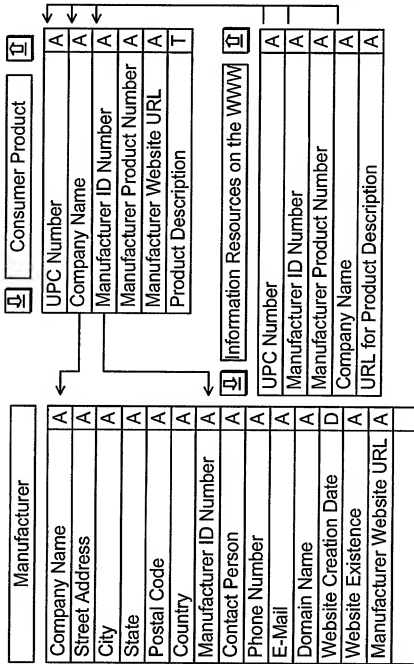 Manufacturer
Company Name A
Street Address A
City A
State A
Postal Code A
Country A
Manufacturer ID Number A
Contact Person A
Phone Number A
E-Mail A
Domain Name A
Website Creation Date D
Website Existence A
Manufacturer Website URL A
Consumer Product
UPC Number A
Company Name A
Manufacturer ID Number A
Manufacturer Product Number A
Manufacturer Website URL A
Product Description T
Information Resources on the WWW
UPC Number A
Manufacturer ID Number A
Manufacturer Product Number A
Company Name A
URL for Product Description A